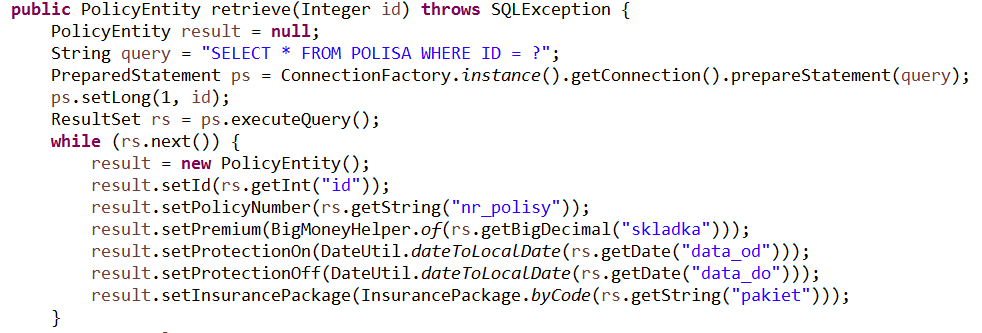 public PolicyEntity retrieve(Integer id) throws SQLException {
    PolicyEntity result = null;
    String query = "SELECT * FROM POLISA WHERE ID = ?";
    PreparedStatement ps = ConnectionFactory.instance().getConnection().prepareStatement(query);
    ps.setLong(1, id);
    ResultSet rs = ps.executeQuery();
    while (rs.next()) {
        result = new PolicyEntity();
        result.setId(rs.getInt("id"));
        result.setPolicyNumber(rs.getString("nr_polisy"));
        result.setPremium(BigMoneyHelper.of(rs.getBigDecimal("skladka")));
        result.setProtectionOn(DateUtil.dateToLocalDate(rs.getDate("data_od")));
        result.setProtectionOff(DateUtil.dateToLocalDate(rs.getDate("data_do")));
        result.setInsurancePackage(InsurancePackage.byCode(rs.getString("pakiet")));
    }